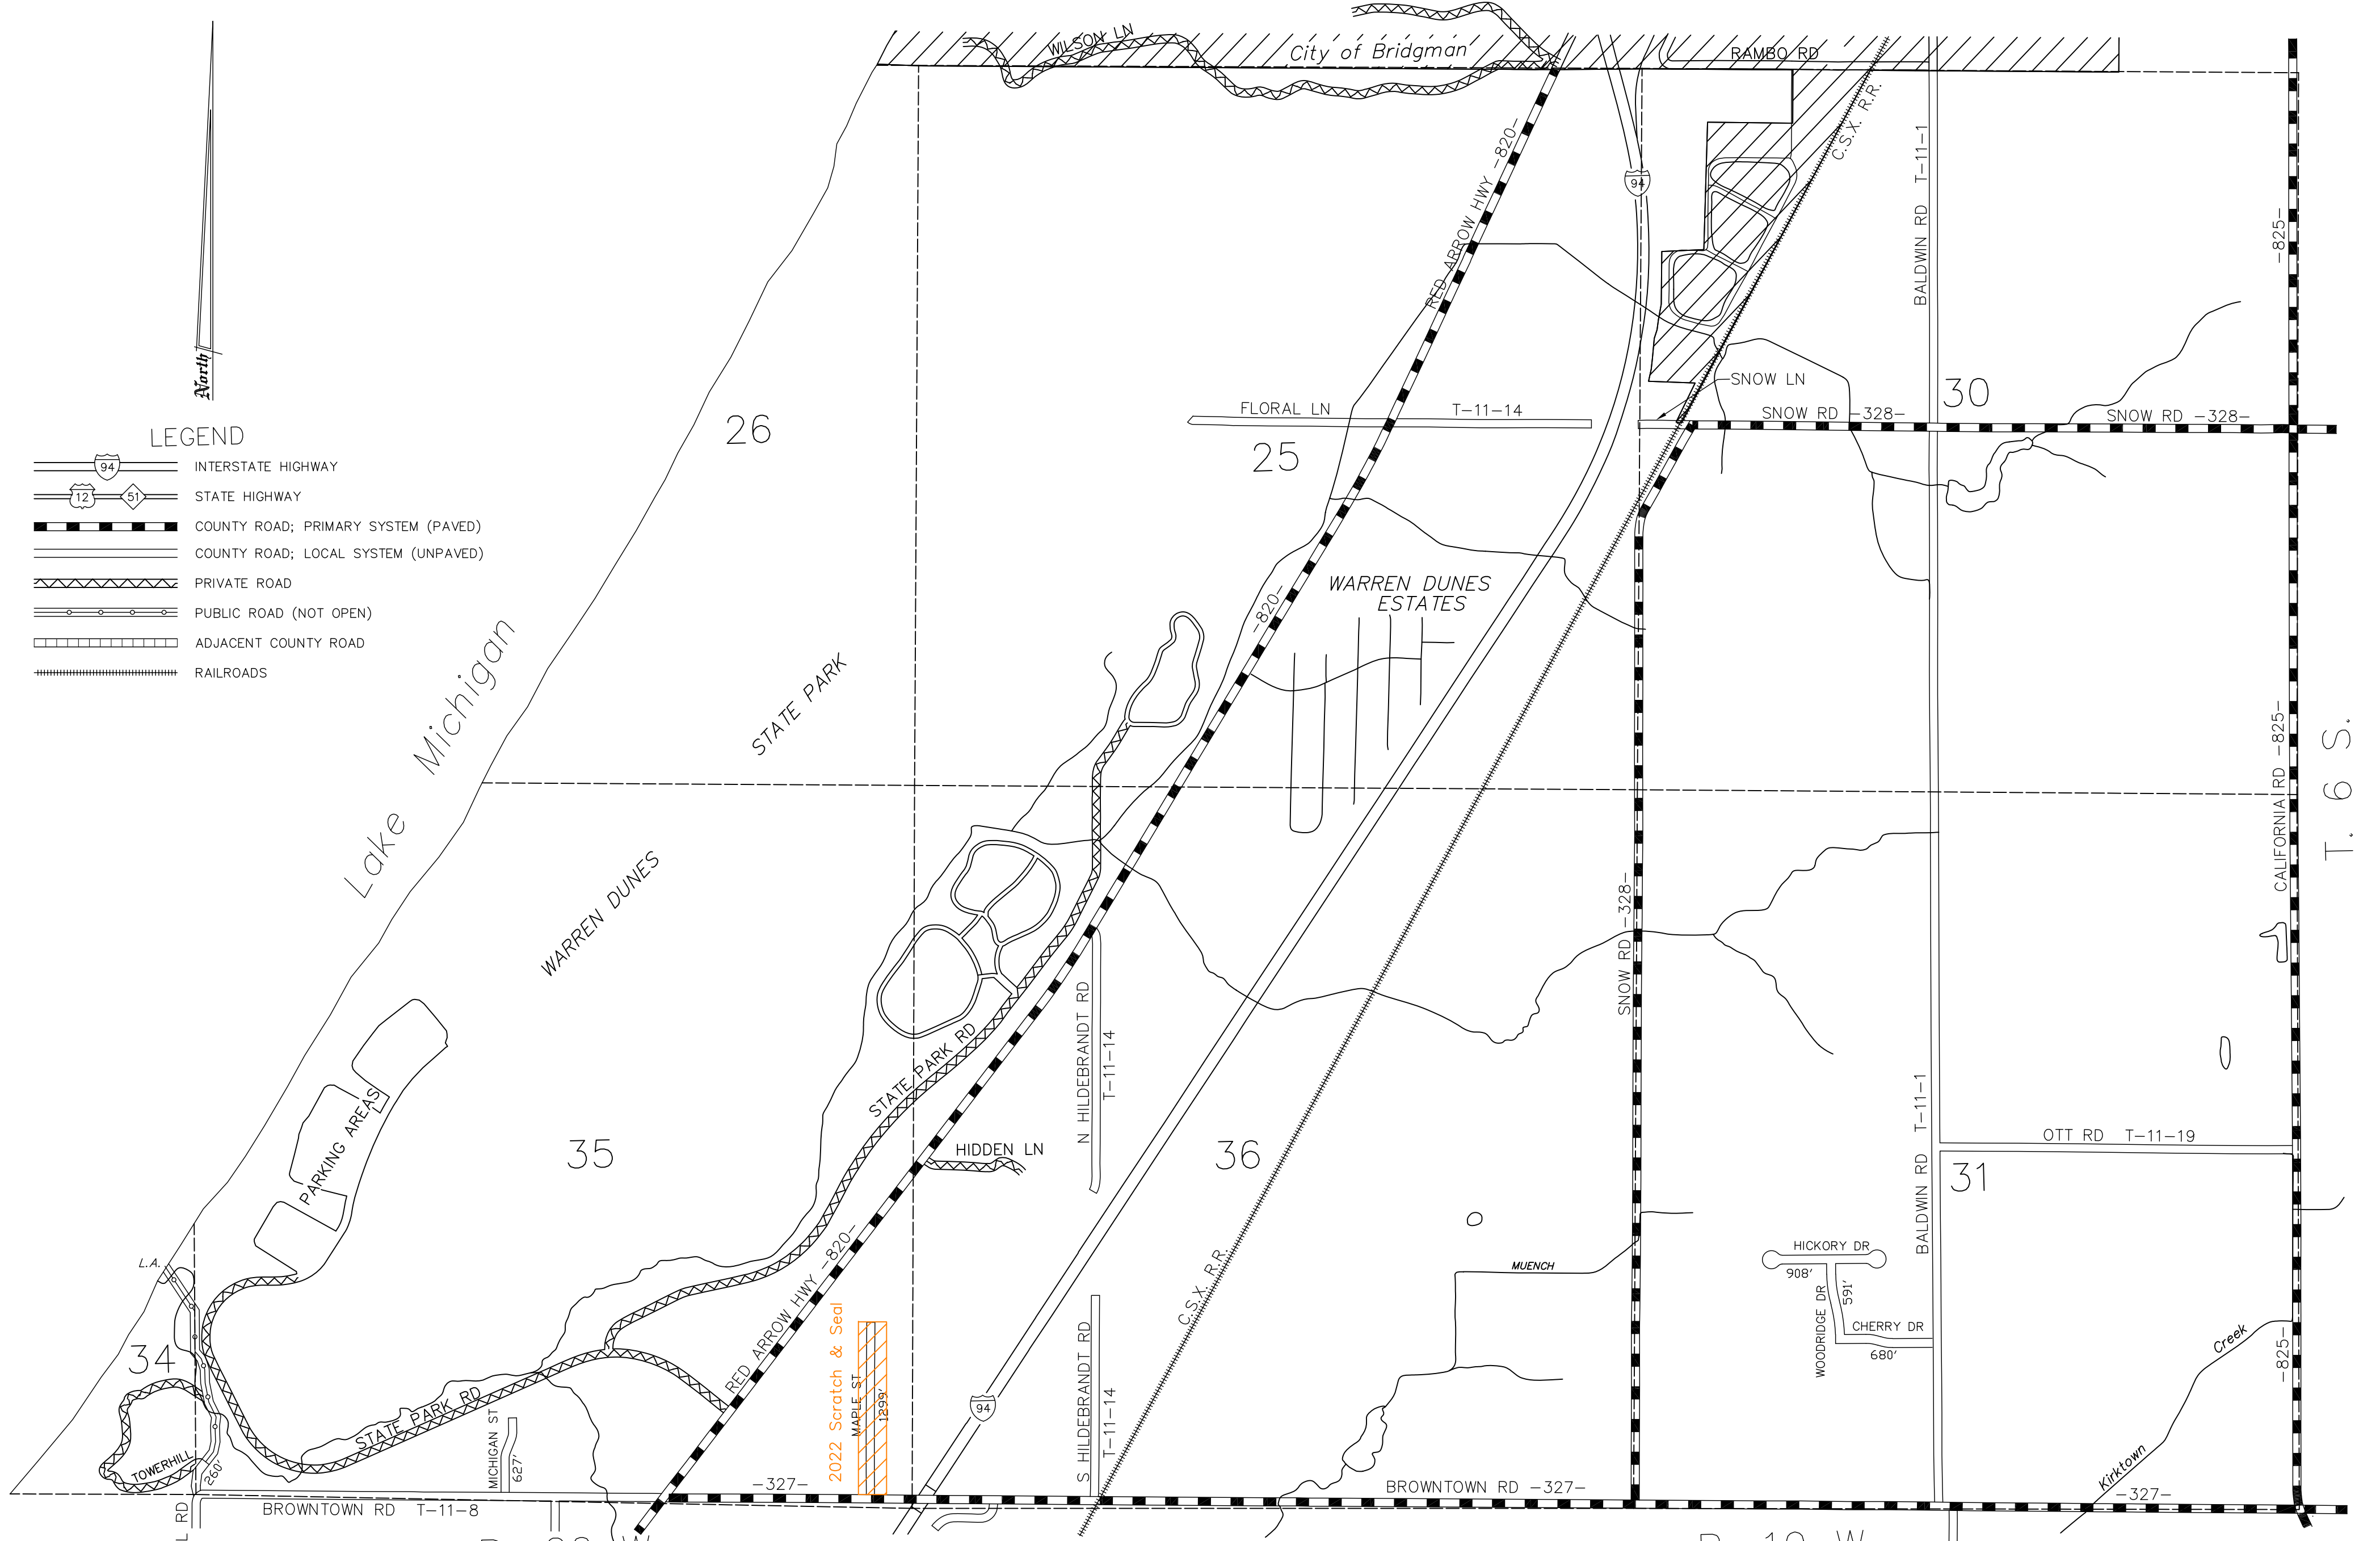 WILSON LN
City of Bridgman
RAMBO RD
C.S.X. R.R.
94
RED ARROW HWY -820-
BALDWIN RD T-11-1
-825-
North
LEGEND
94 INTERSTATE HIGHWAY
12 51 STATE HIGHWAY
COUNTY ROAD; PRIMARY SYSTEM (PAVED)
COUNTY ROAD; LOCAL SYSTEM (UNPAVED)
PRIVATE ROAD
PUBLIC ROAD (NOT OPEN)
ADJACENT COUNTY ROAD
RAILROADS
26
FLORAL LN T-11-14
25
SNOW LN
30
SNOW RD -328-
SNOW RD -328-
Lake Michigan
STATE PARK
WARREN DUNES
-820-
WARREN DUNES
ESTATES
CALIFORNIA RD -825-
T. 6 S.
SNOW RD -328-
N HILDEBRANDT RD
T-11-14
STATE PARK RD
PARKING AREAS
35
HIDDEN LN
36
OTT RD T-11-19
31
BALDWIN RD T-11-1
BALDWIN RD
L.A.
34
TOWERHILL
260'
STATE PARK RD
MICHIGAN ST
627'
RED ARROW HWY -820-
2022 Scratch & Seal
MAPLE ST
1299'
94
S HILDEBRANDT RD
T-11-14
C.S.X. R.R.
MUENCH
HICKORY DR
908'
591'
WOODRIDGE DR
CHERRY DR
680'
Kirktown Creek
-825-
BROWNTOWN RD T-11-8
-327-
BROWNTOWN RD -327-
-327-
L RD